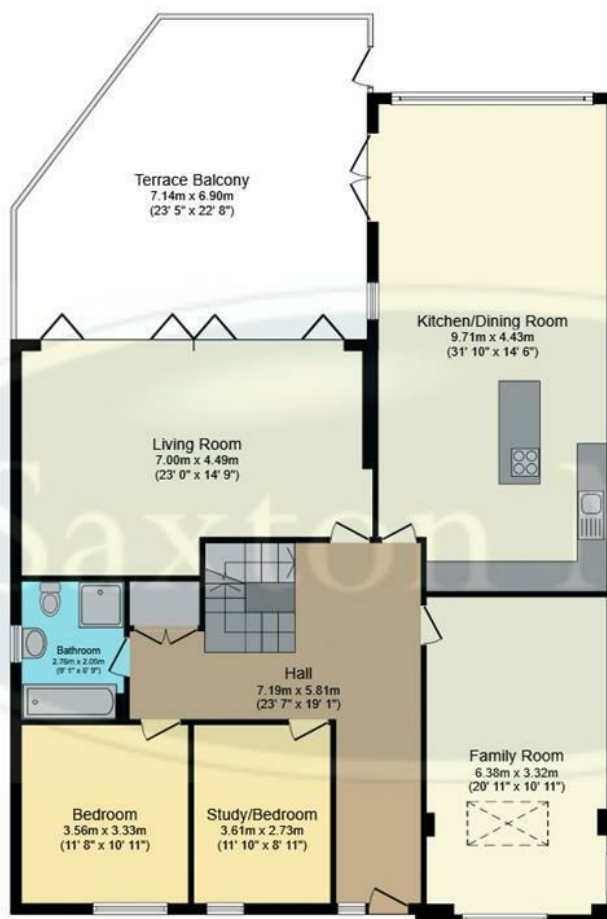 Terrace Balcony
7.14m x 6.90m
(23' 5" x 22' 8")
Kitchen/Dining Room
9.71m x 4.43m
(31' 10" x 14' 6")
Living Room
7.00m x 4.49m
(23' 0" x 14' 9")
Saxton
Bathroom
2.76m x 2.05m
(9' 1" x 6' 9")
Hall
7.19m x 5.81m
(23' 7" x 19' 1")
Family Room
6.38m x 3.32m
(20' 11" x 10' 11")
Bedroom
3.56m x 3.33m
(11' 8" x 10' 11")
Study/Bedroom
3.61m x 2.73m
(11' 10" x 8' 11")